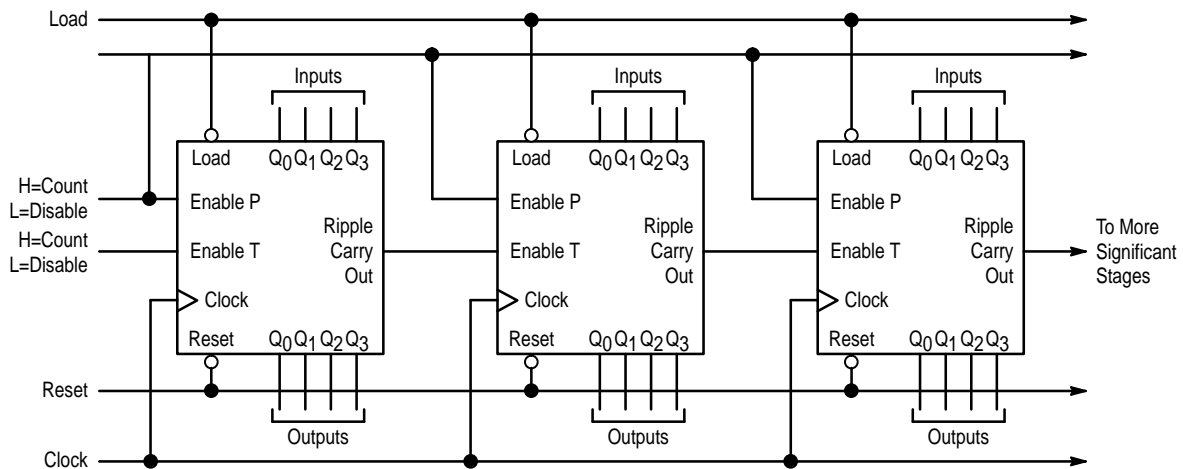 Load
Inputs
Inputs
Inputs
Load
Q0 Q1 Q2 Q3
Load
Q0 Q1 Q2 Q3
Load
Q0 Q1 Q2 Q3
H=Count
L=Disable
Enable P
Enable P
Enable P
H=Count
L=Disable
Enable T
Ripple
Carry
Out
Enable T
Ripple
Carry
Out
Enable T
Ripple
Carry
Out
To More
Significant
Stages
Clock
Clock
Clock
Reset
Q0 Q1 Q2 Q3
Reset
Q0 Q1 Q2 Q3
Reset
Q0 Q1 Q2 Q3
Reset
Outputs
Outputs
Outputs
Clock